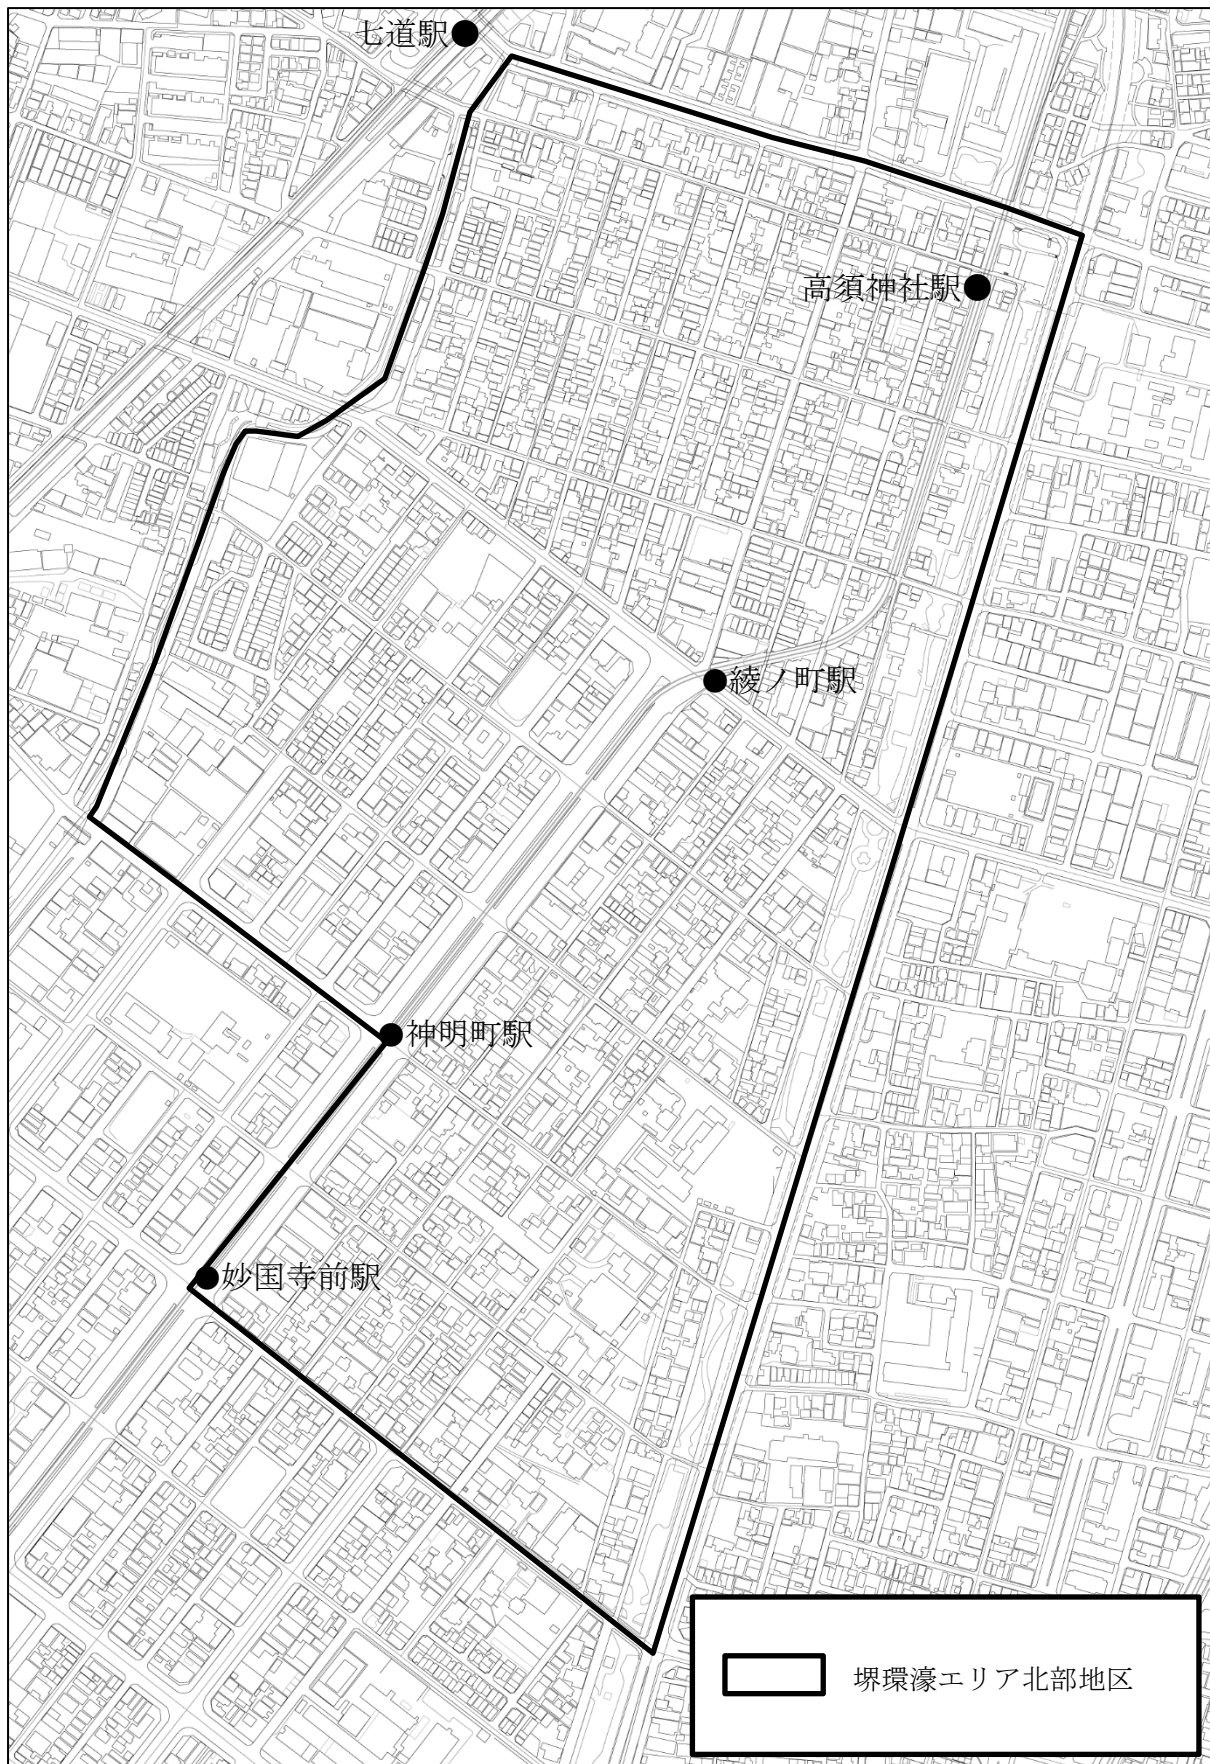 七道駅
高須神社駅
綾ノ町駅
神明町駅
妙国寺前駅
堺環濠エリア北部地区